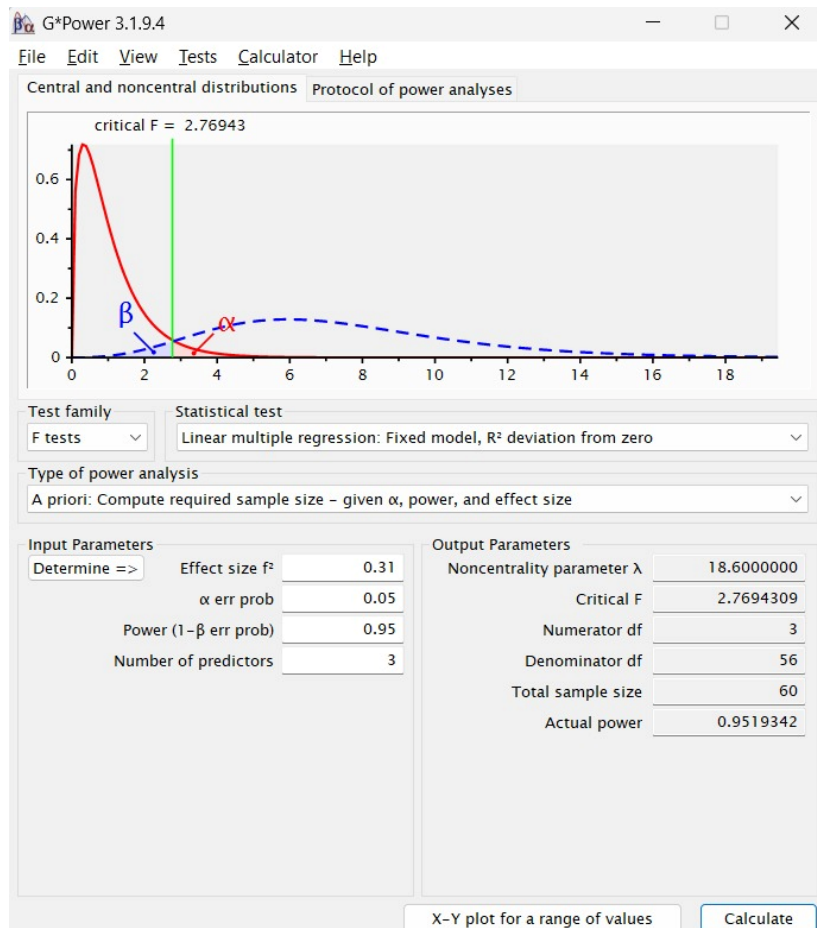 βα G*Power 3.1.9.4
File Edit View Tests Calculator Help
Central and noncentral distributions Protocol of power analyses
critical F = 2.76943
0.6
0.4
0.2
0
β
α
0 2 4 6 8 10 12 14 16 18
Test family Statistical test
F tests Linear multiple regression: Fixed model, R² deviation from zero
Type of power analysis
A priori: Compute required sample size – given α, power, and effect size
Input Parameters
Determine => Effect size f² 0.31
α err prob 0.05
Power (1–β err prob) 0.95
Number of predictors 3
Output Parameters
Noncentrality parameter λ 18.6000000
Critical F 2.7694309
Numerator df 3
Denominator df 56
Total sample size 60
Actual power 0.9519342
X–Y plot for a range of values Calculate